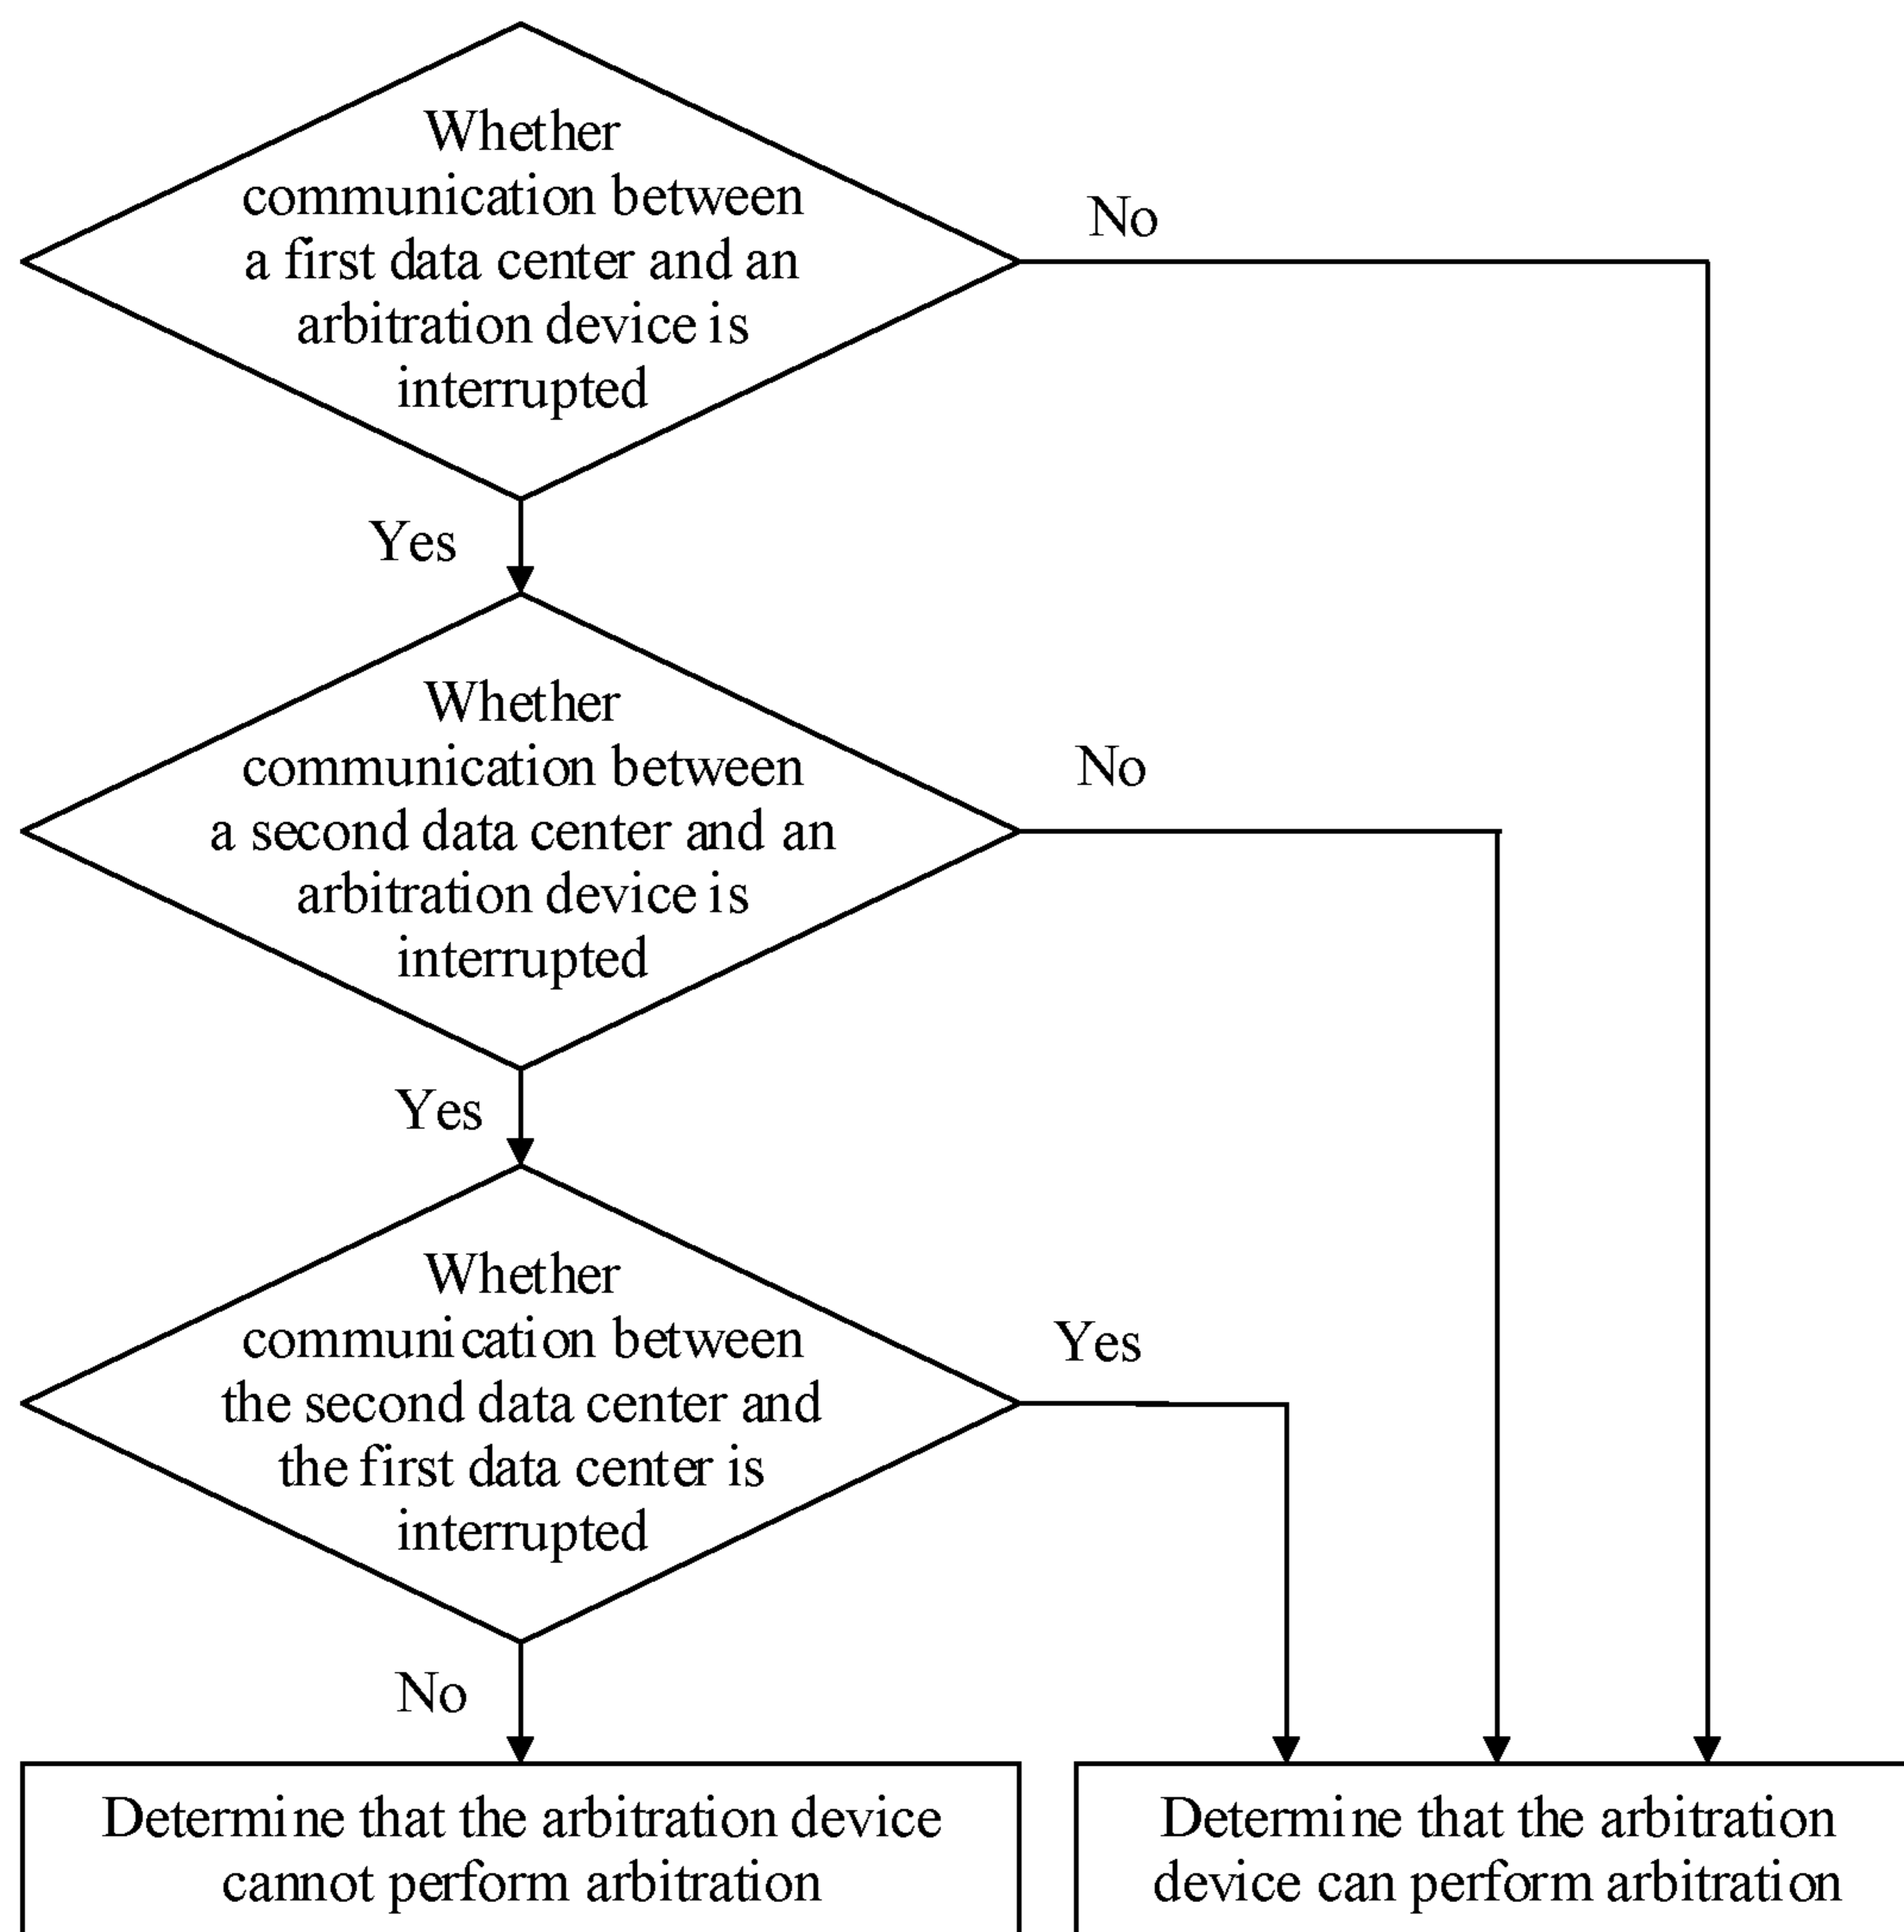 Whether
communication between
a first data center and an
arbitration device is
interrupted
No
Yes
Whether
communication between
a second data center and an
arbitration device is
interrupted
No
Yes
Whether
communication between
the second data center and
the first data center is
interrupted
Yes
No
Determine that the arbitration device
cannot perform arbitration
Determine that the arbitration
device can perform arbitration